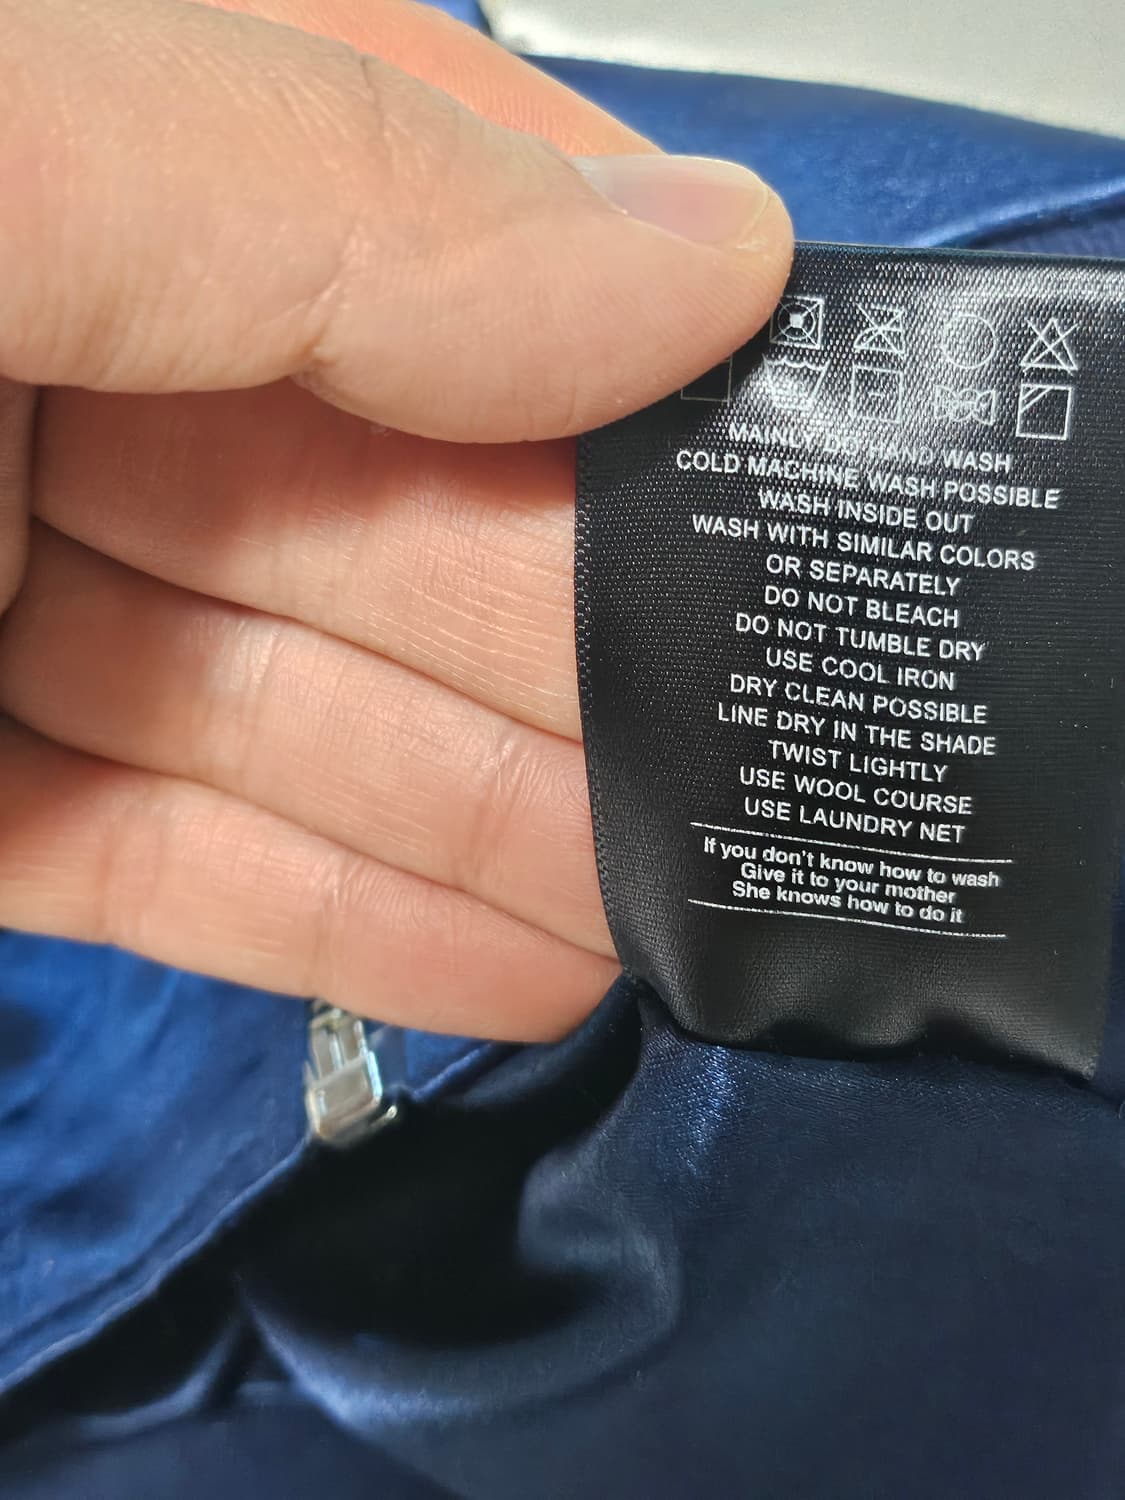 MAINLY DO HAND WASH
COLD MACHINE WASH POSSIBLE
WASH INSIDE OUT
WASH WITH SIMILAR COLORS
OR SEPARATELY
DO NOT BLEACH
DO NOT TUMBLE DRY
USE COOL IRON
DRY CLEAN POSSIBLE
LINE DRY IN THE SHADE
TWIST LIGHTLY
USE WOOL COURSE
USE LAUNDRY NET
If you don't know how to wash
Give it to your mother
She knows how to do it